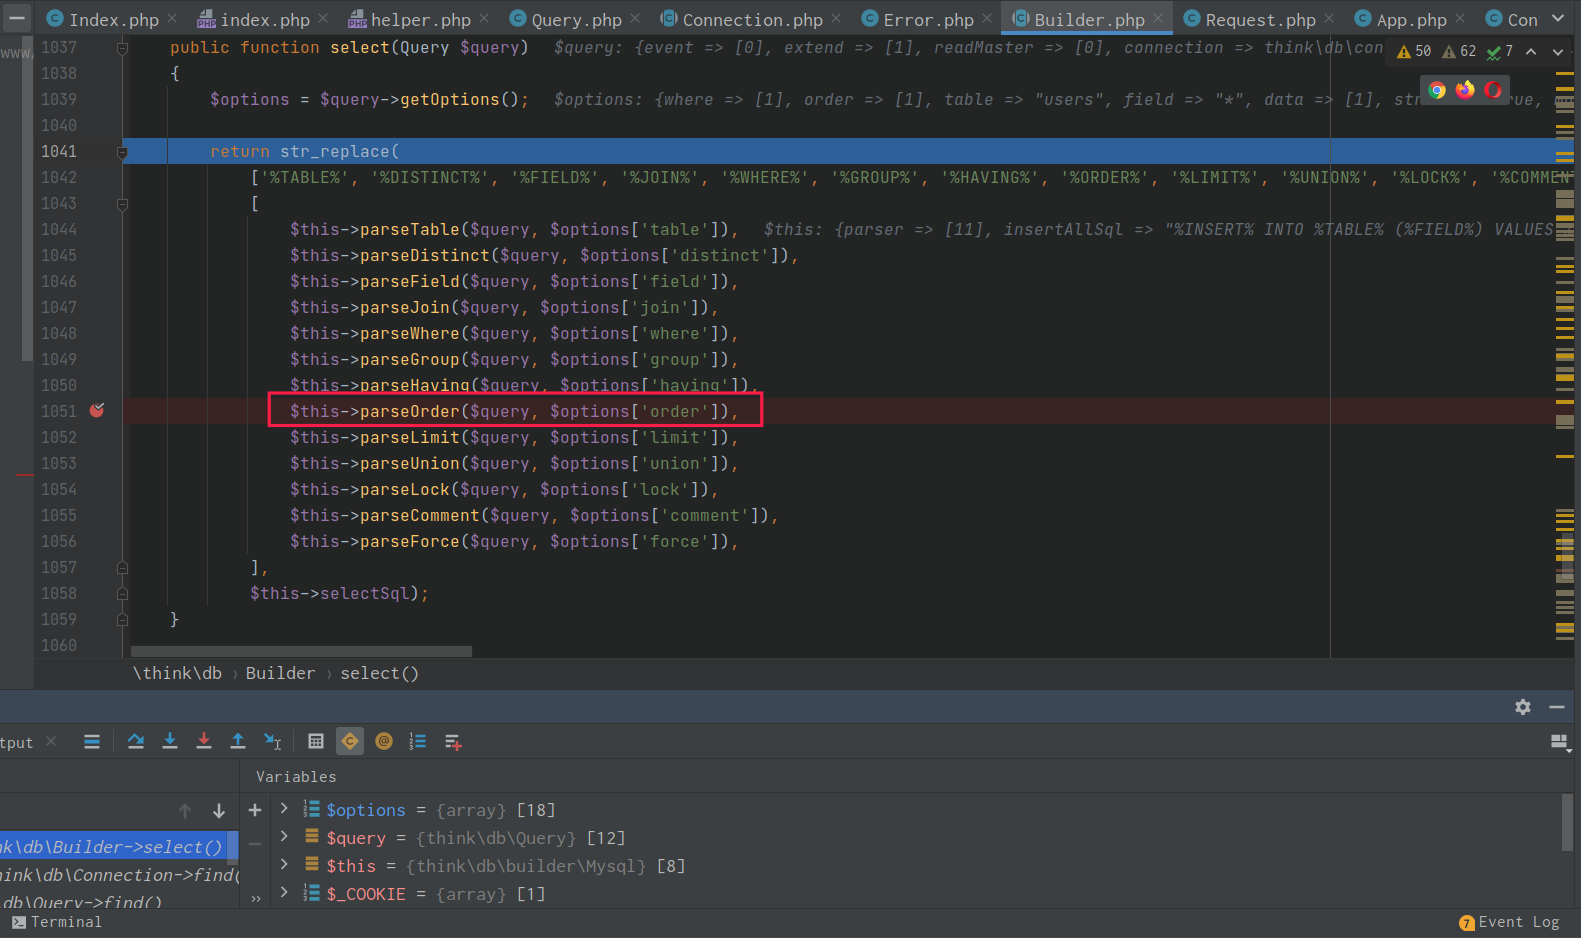 Index.php index.php helper.php Query.php Connection.php Error.php Builder.php Request.php App.php Con
www
1037 public function select(Query $query) $query: {event => [0], extend => [1], readMaster => [0], connection => think\db\con 50 62 7
1038 {
1039 $options = $query->getOptions(); $options: {where => [1], order => [1], table => "users", field => "*", data => [1], str rue,
1040
1041 return str_replace(
1042 ['%TABLE%', '%DISTINCT%', '%FIELD%', '%JOIN%', '%WHERE%', '%GROUP%', '%HAVING%', '%ORDER%', '%LIMIT%', '%UNION%', '%LOCK%', '%COMMEN
1043 [
1044 $this->parseTable($query, $options['table']), $this: {parser => [11], insertAllSql => "%INSERT% INTO %TABLE% (%FIELD%) VALUES
1045 $this->parseDistinct($query, $options['distinct']),
1046 $this->parseField($query, $options['field']),
1047 $this->parseJoin($query, $options['join']),
1048 $this->parseWhere($query, $options['where']),
1049 $this->parseGroup($query, $options['group']),
1050 $this->parseHaving($query, $options['having']),
1051 $this->parseOrder($query, $options['order']),
1052 $this->parseLimit($query, $options['limit']),
1053 $this->parseUnion($query, $options['union']),
1054 $this->parseLock($query, $options['lock']),
1055 $this->parseComment($query, $options['comment']),
1056 $this->parseForce($query, $options['force']),
1057 ],
1058 $this->selectSql);
1059 }
1060
\think\db › Builder › select()
tput
Variables
$options = {array} [18]
$query = {think\db\Query} [12]
nk\db\Builder->select()
$this = {think\db\builder\Mysql} [8]
hink\db\Connection->find(
$_COOKIE = {array} [1]
\db\Query->find()
Terminal 7 Event Log